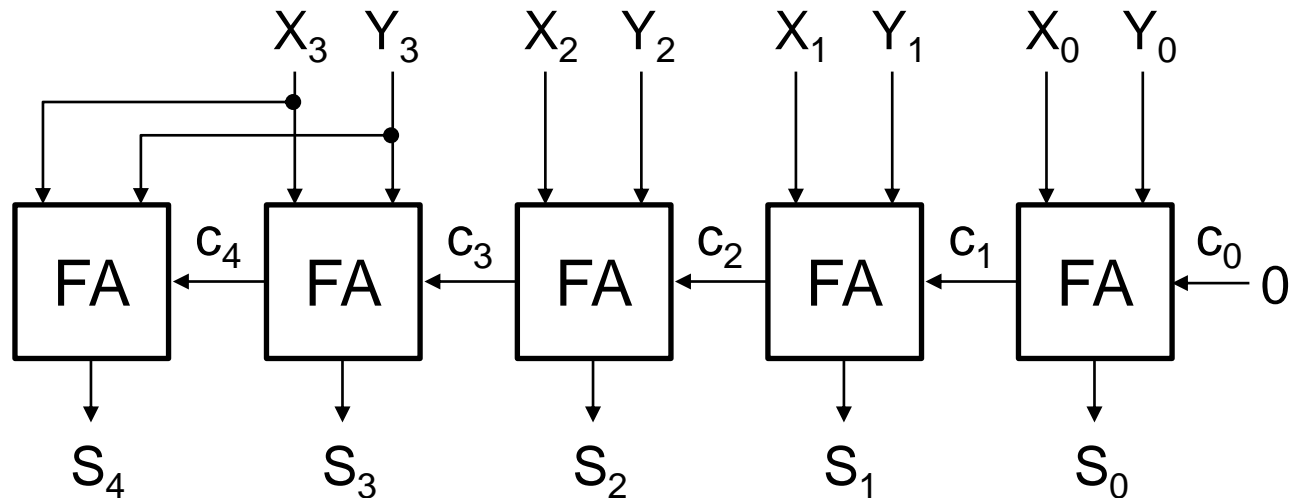 X₃ Y₃ X₂ Y₂ X₁ Y₁ X₀ Y₀
FA c₄ FA c₃ FA c₂ FA c₁ FA c₀ 0
S₄ S₃ S₂ S₁ S₀